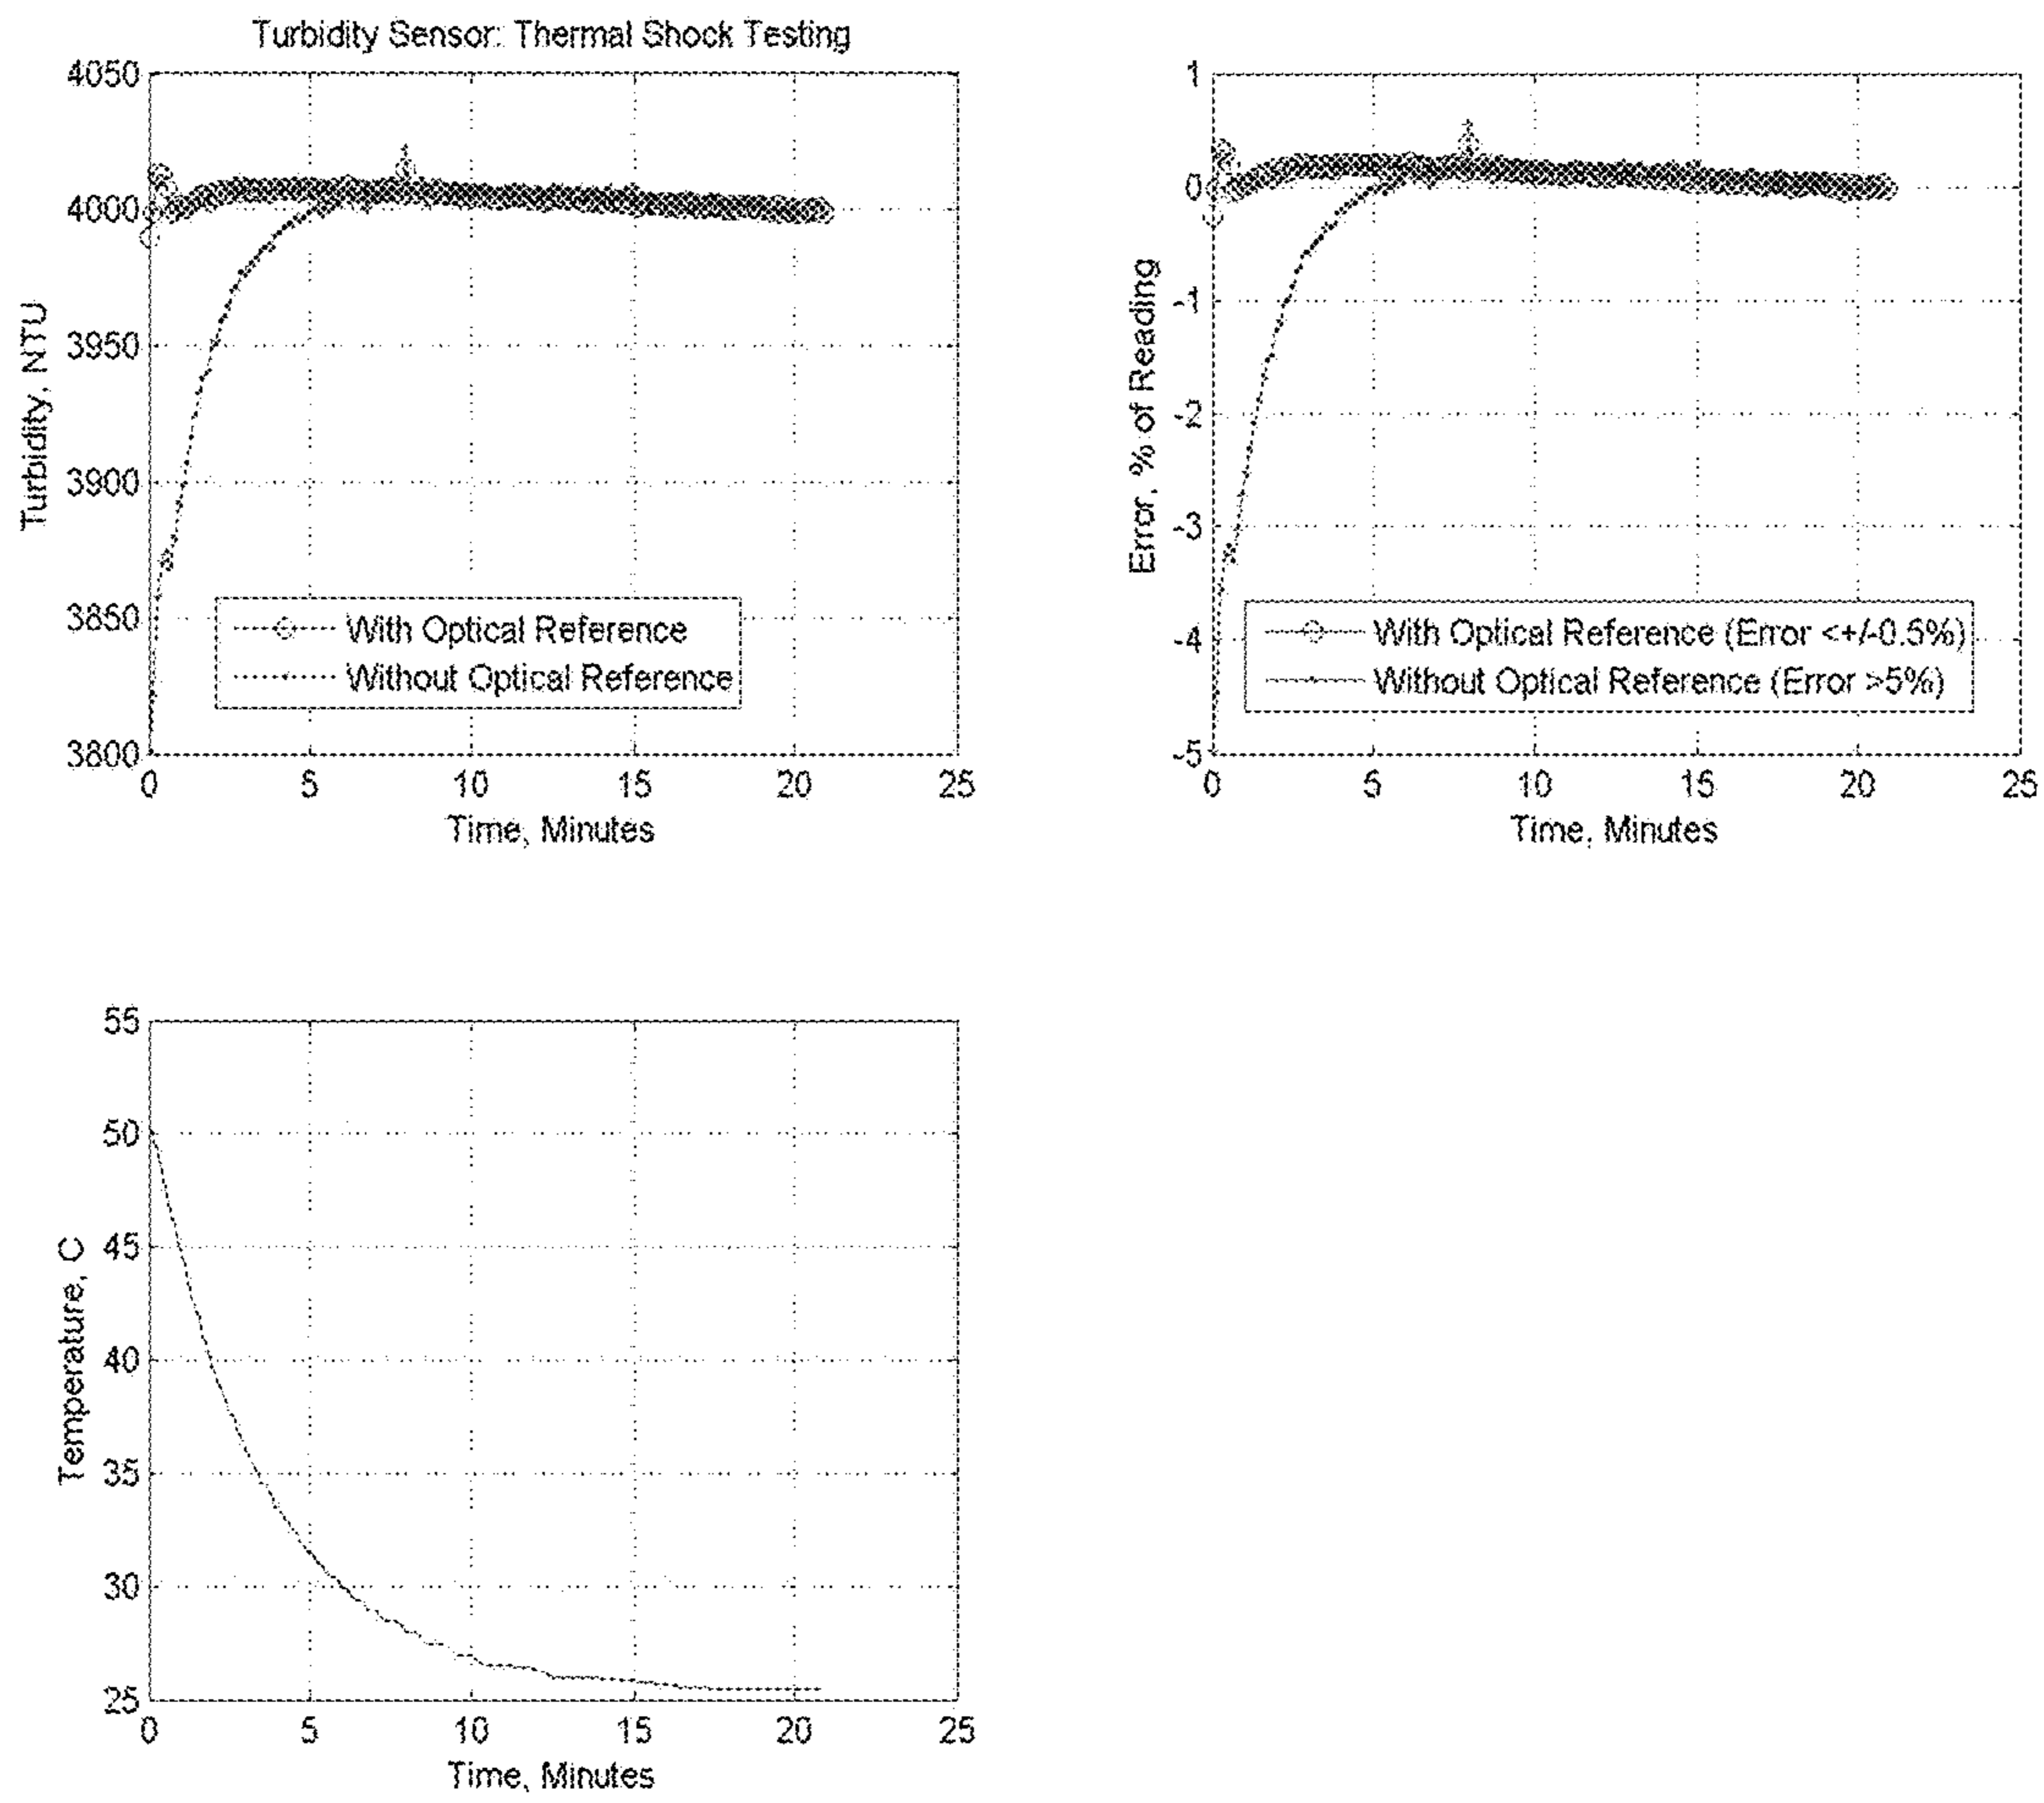 Turbidity Sensor: Thermal Shock Testing
4050
4000
3950
3900
3850
3800
Turbidity, NTU
With Optical Reference
Without Optical Reference
0 5 10 15 20 25
Time, Minutes
1
0
-1
-2
-3
-4
-5
Error, % of Reading
With Optical Reference (Error <+/-0.5%)
Without Optical Reference (Error >5%)
0 5 10 15 20 25
Time, Minutes
55
50
45
40
35
30
25
Temperature, C
0 5 10 15 20 25
Time, Minutes